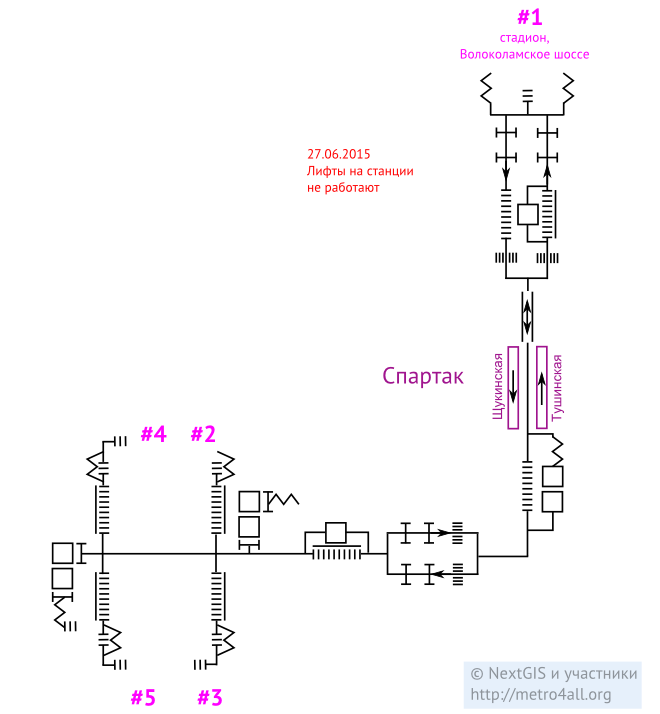 #1
стадион,
Волоколамское шоссе
27.06.2015
Лифты на станции
не работают
Спартак
Щукинская
Тушинская
#4
#2
#5
#3
© NextGIS и участники
http://metro4all.org